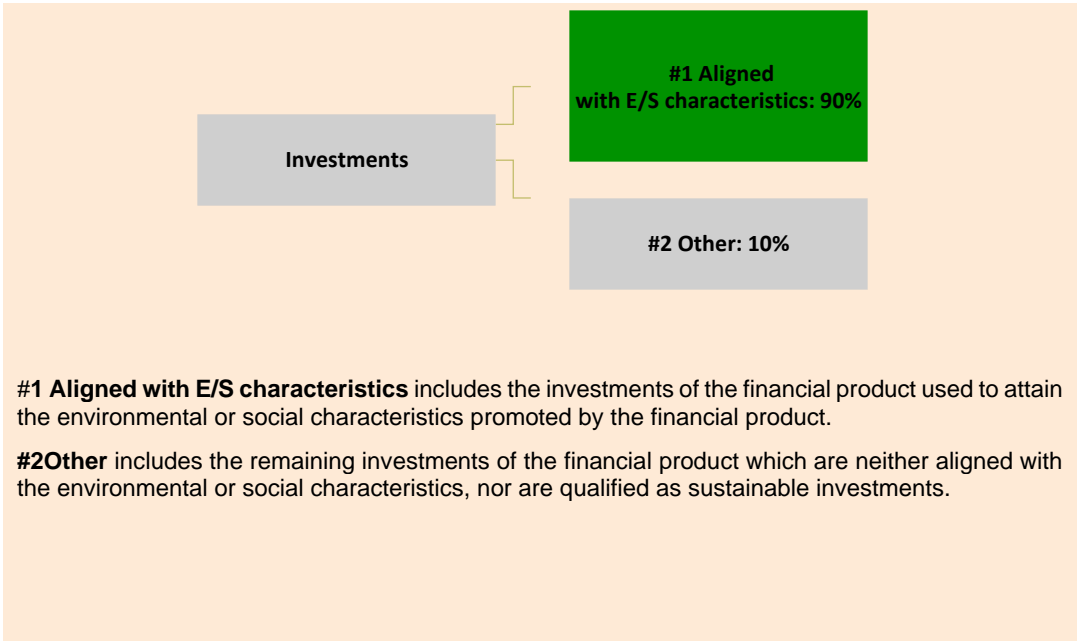 #1 Aligned
with E/S characteristics: 90%
Investments
#2 Other: 10%
#1 Aligned with E/S characteristics includes the investments of the financial product used to attain
the environmental or social characteristics promoted by the financial product.
#2Other includes the remaining investments of the financial product which are neither aligned with
the environmental or social characteristics, nor are qualified as sustainable investments.